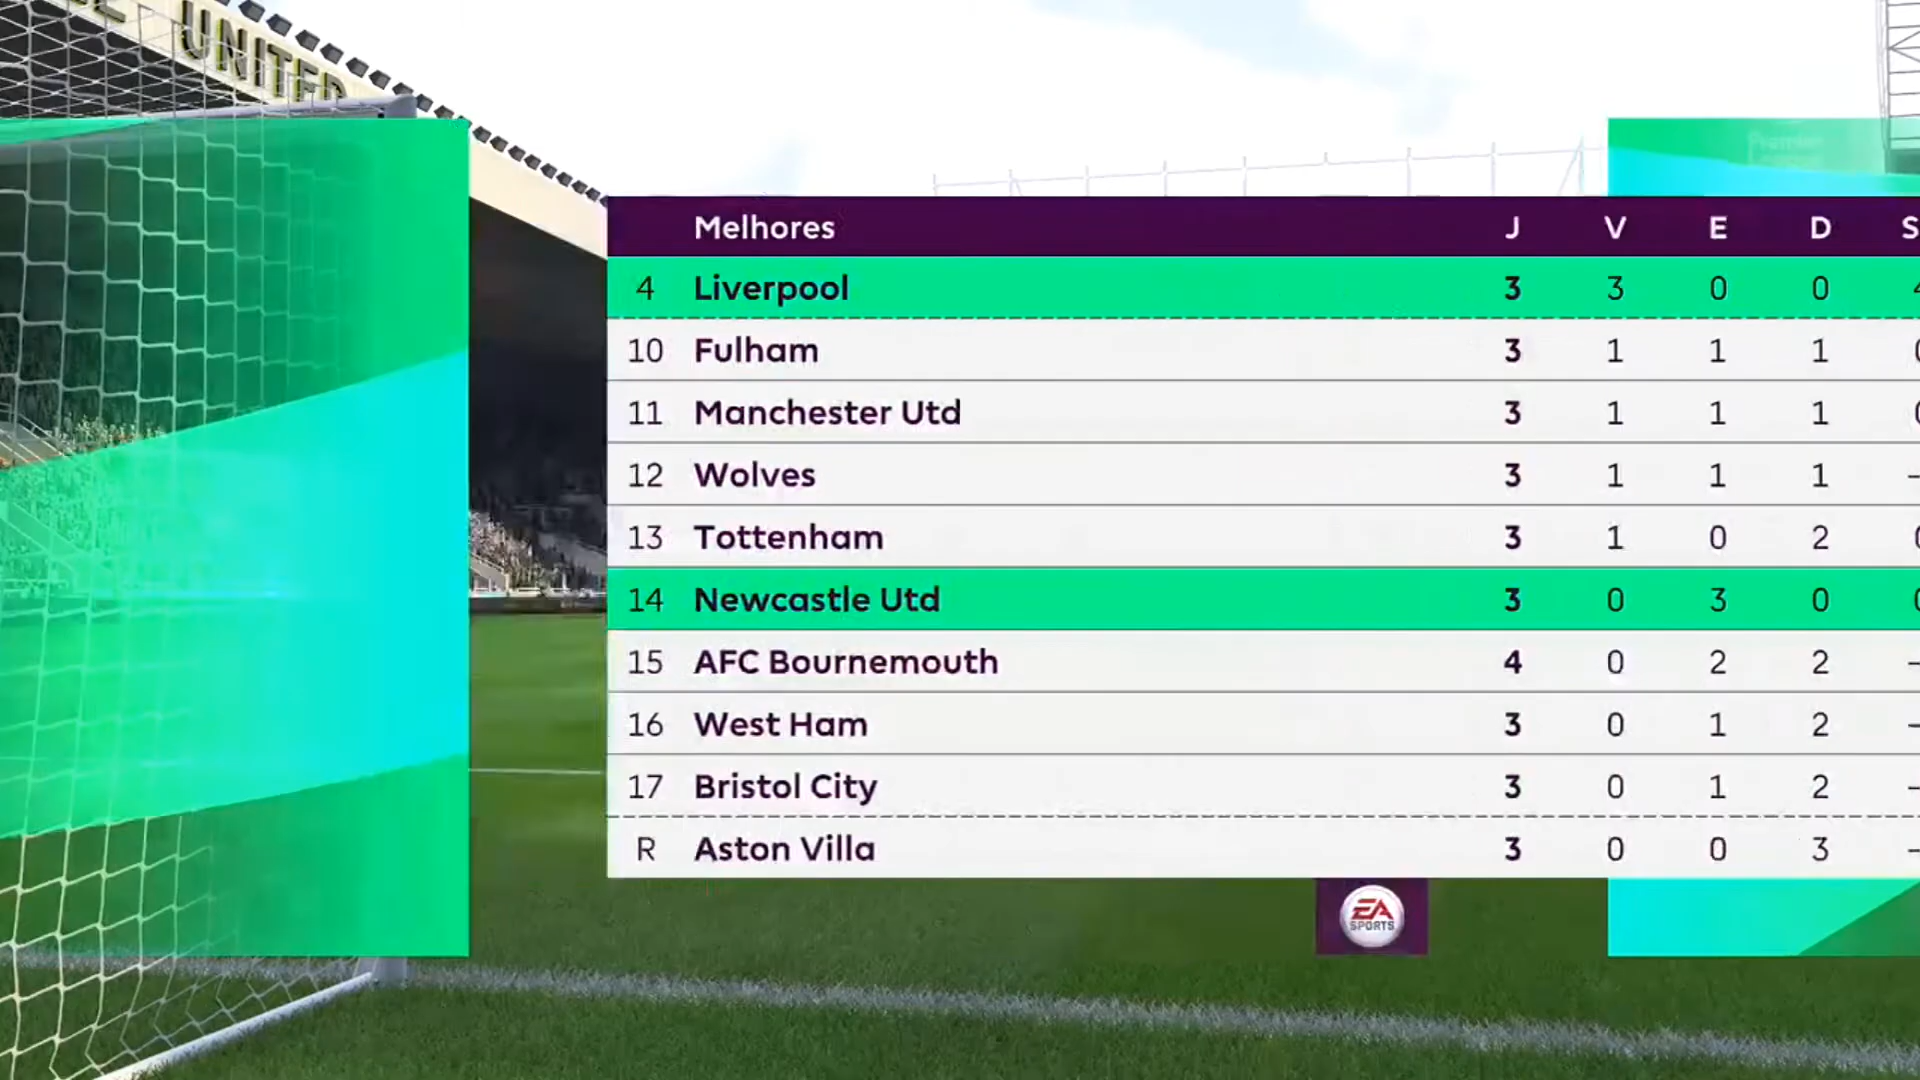 UNITED
Melhores J V E D S
4 Liverpool 3 3 0 0
10 Fulham 3 1 1 1
11 Manchester Utd 3 1 1 1
12 Wolves 3 1 1 1 -
13 Tottenham 3 1 0 2
14 Newcastle Utd 3 0 3 0
15 AFC Bournemouth 4 0 2 2 -
16 West Ham 3 0 1 2 -
17 Bristol City 3 0 1 2 -
R Aston Villa 3 0 0 3 -
EA
SPORTS